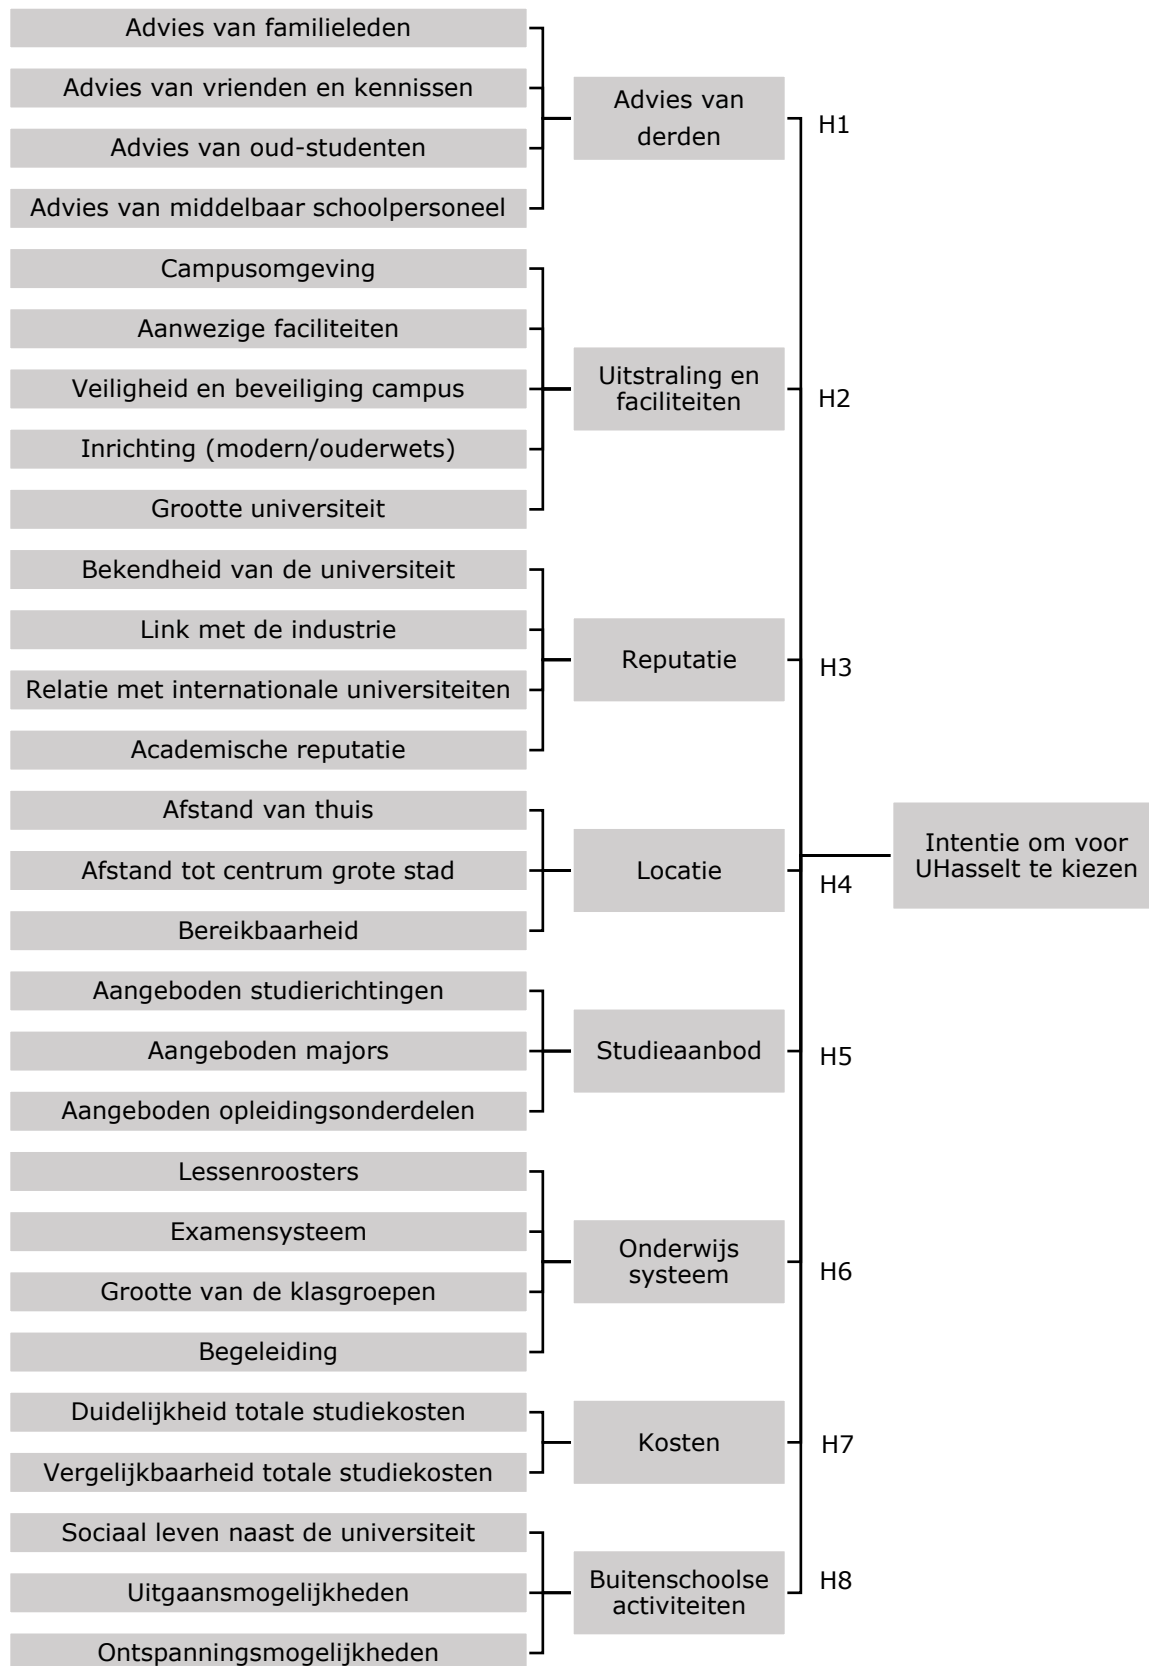 Advies van familieleden
Advies van vrienden en kennissen
Advies van oud-studenten
Advies van middelbaar schoolpersoneel
Advies van
derden
H1
Campusomgeving
Aanwezige faciliteiten
Veiligheid en beveiliging campus
Inrichting (modern/ouderwets)
Grootte universiteit
Uitstraling en
faciliteiten
H2
Bekendheid van de universiteit
Link met de industrie
Relatie met internationale universiteiten
Academische reputatie
Reputatie
H3
Afstand van thuis
Afstand tot centrum grote stad
Bereikbaarheid
Locatie
H4
Aangeboden studierichtingen
Aangeboden majors
Aangeboden opleidingsonderdelen
Studieaanbod
H5
Lessenroosters
Examensysteem
Grootte van de klasgroepen
Begeleiding
Onderwijs
systeem
H6
Duidelijkheid totale studiekosten
Vergelijkbaarheid totale studiekosten
Kosten
H7
Sociaal leven naast de universiteit
Uitgaansmogelijkheden
Ontspanningsmogelijkheden
Buitenschoolse
activiteiten
H8
Intentie om voor
UHasselt te kiezen